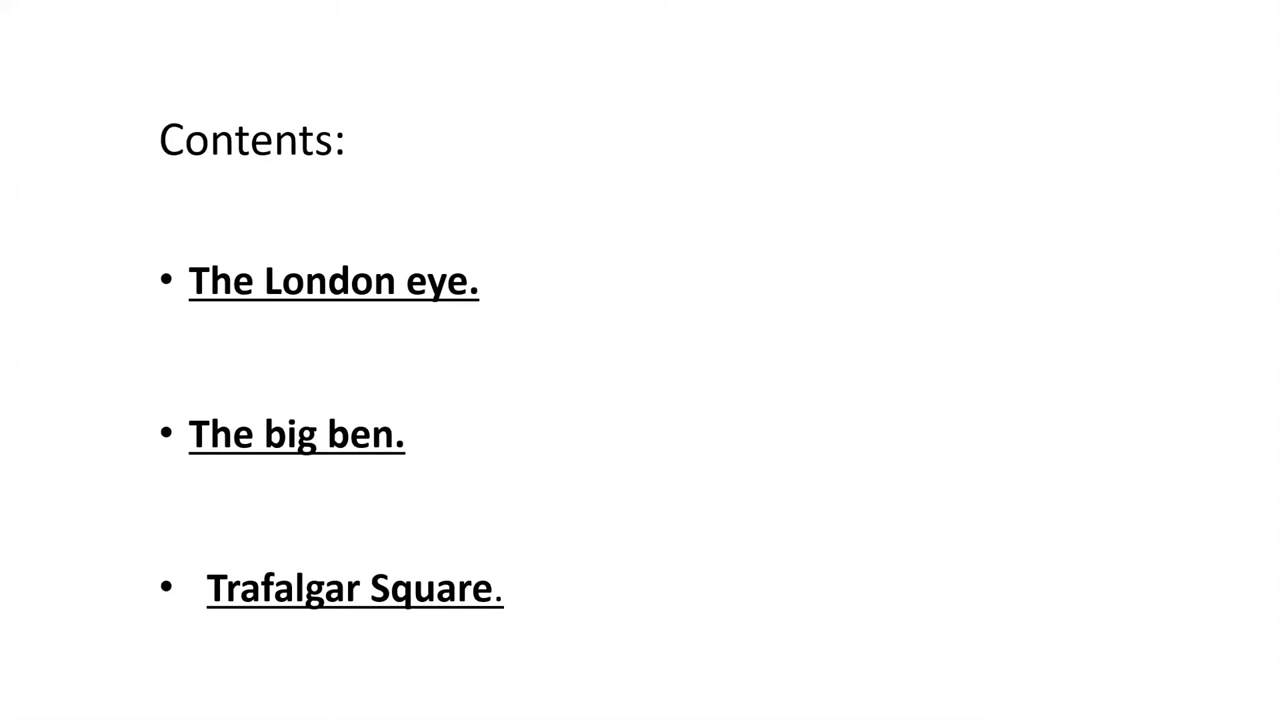 Contents:
• The London eye.
• The big ben.
• Trafalgar Square.